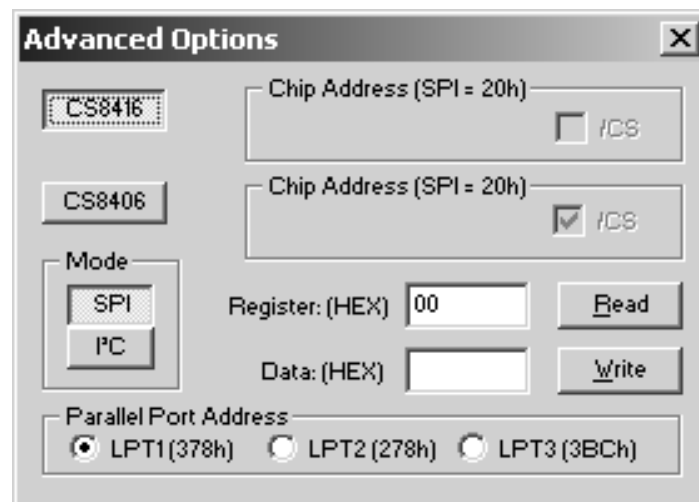 Advanced Options
CS8416
Chip Address (SPI = 20h)
/CS
CS8406
Chip Address (SPI = 20h)
/CS
Mode
SPI
I²C
Register: (HEX) 00 Read
Data: (HEX) Write
Parallel Port Address
LPT1 (378h) LPT2 (278h) LPT3 (3BCh)